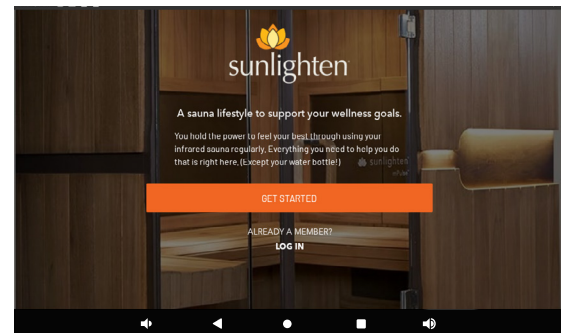 sunlighten
A sauna lifestyle to support your wellness goals.
You hold the power to feel your best through using your
infrared sauna regularly. Everything you need to help you do
that is right here. (Except your water bottle!)
sunlighten
GET STARTED
ALREADY A MEMBER?
LOG IN